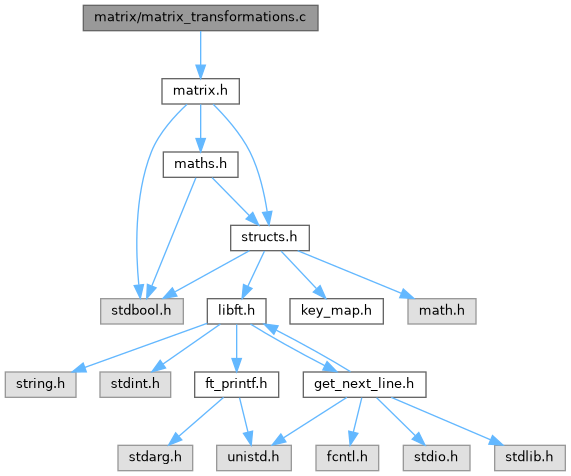 matrix/matrix_transformations.c
matrix.h
maths.h
structs.h
stdbool.h
libft.h
key_map.h
math.h
string.h
stdint.h
ft_printf.h
get_next_line.h
stdarg.h
unistd.h
fcntl.h
stdio.h
stdlib.h